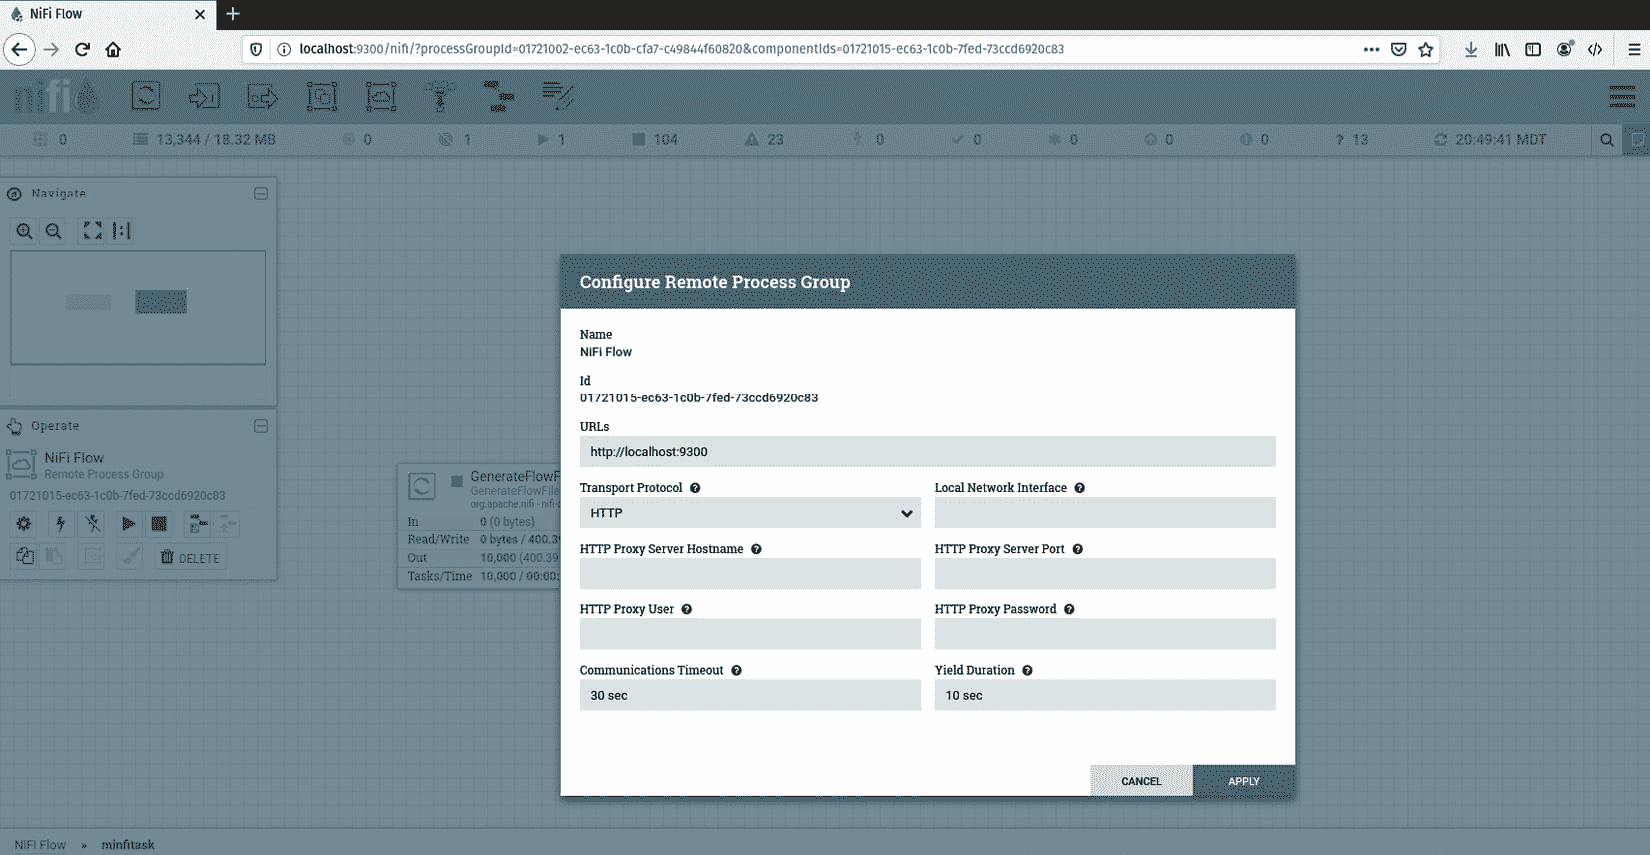 NiFi Flow
localhost:9300/nifi/?processGroupId=01721002-ec63-1c0b-cfa7-c49844f60820&componentIds=01721015-ec63-1c0b-7fed-73ccd6920c83
nifi
0 13,344 / 18.32 MB 0 1 1 104 23 0 0 0 0 0 ? 13 20:49:41 MDT
Navigate
Operate
NiFi Flow
Remote Process Group
01721015-ec63-1c0b-7fed-73ccd6920c83
DELETE
GenerateFlowF
GenerateFlowFile
org.apache.nifi - nifi-
In 0 (0 bytes)
Read/Write 0 bytes / 400.39
Out 10,000 (400.39
Tasks/Time 10,000 / 00:00:
Configure Remote Process Group
Name
NiFi Flow
Id
01721015-ec63-1c0b-7fed-73ccd6920c83
URLs
http://localhost:9300
Transport Protocol ? Local Network Interface ?
HTTP
HTTP Proxy Server Hostname ? HTTP Proxy Server Port ?
HTTP Proxy User ? HTTP Proxy Password ?
Communications Timeout ? Yield Duration ?
30 sec 10 sec
CANCEL APPLY
NiFi Flow » minfitask